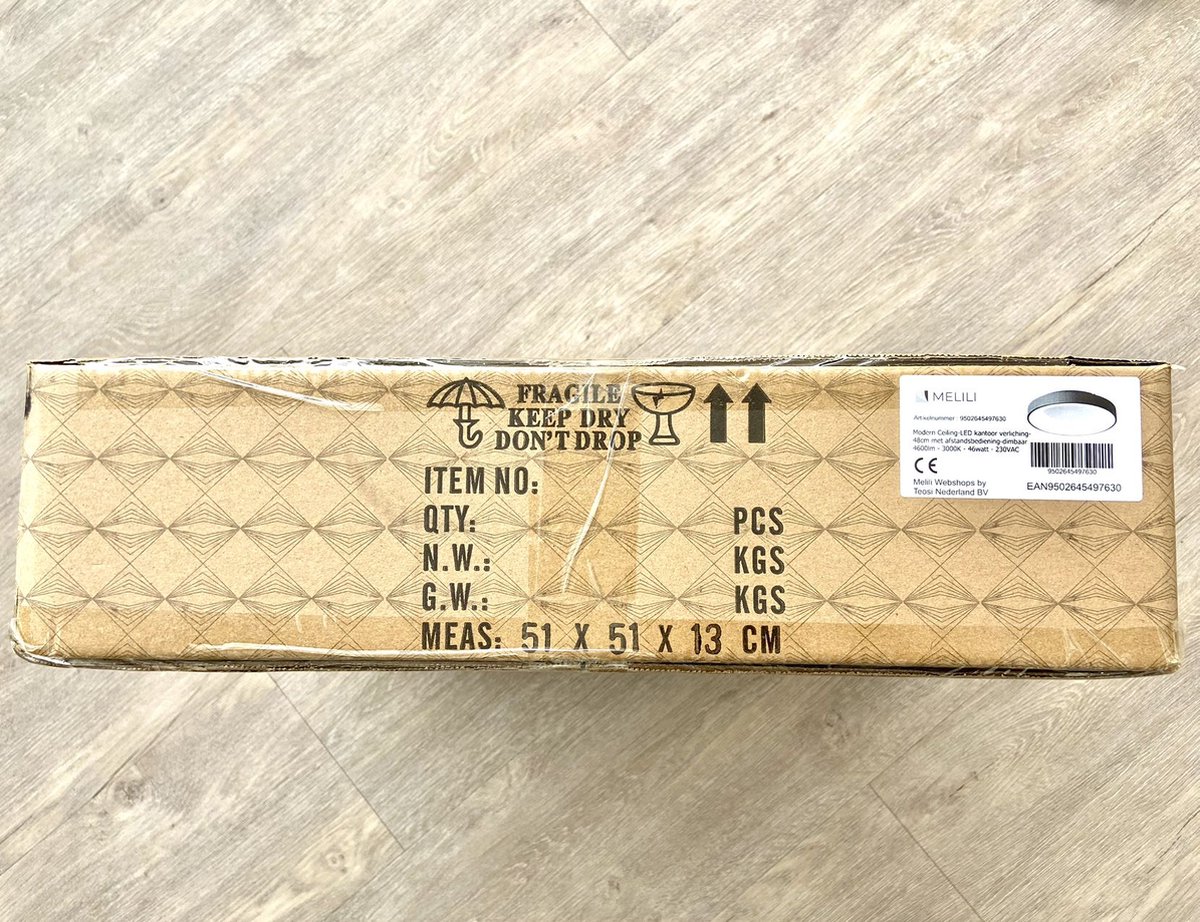 FRAGILE
KEEP DRY
DON'T DROP
ITEM NO:
QTY: PCS
N.W.: KGS
G.W.: KGS
MEAS: 51 X 51 X 13 CM
MELILI
Artikelnummer: 9502645497630
Modern Ceiling-LED kantoor verlichting-
48cm met afstandsbediening-dimbaar
4600lm - 3000K - 46watt - 230VAC
CE
9502645497630
Melili Webshops by
Teosi Nederland BV
EAN9502645497630